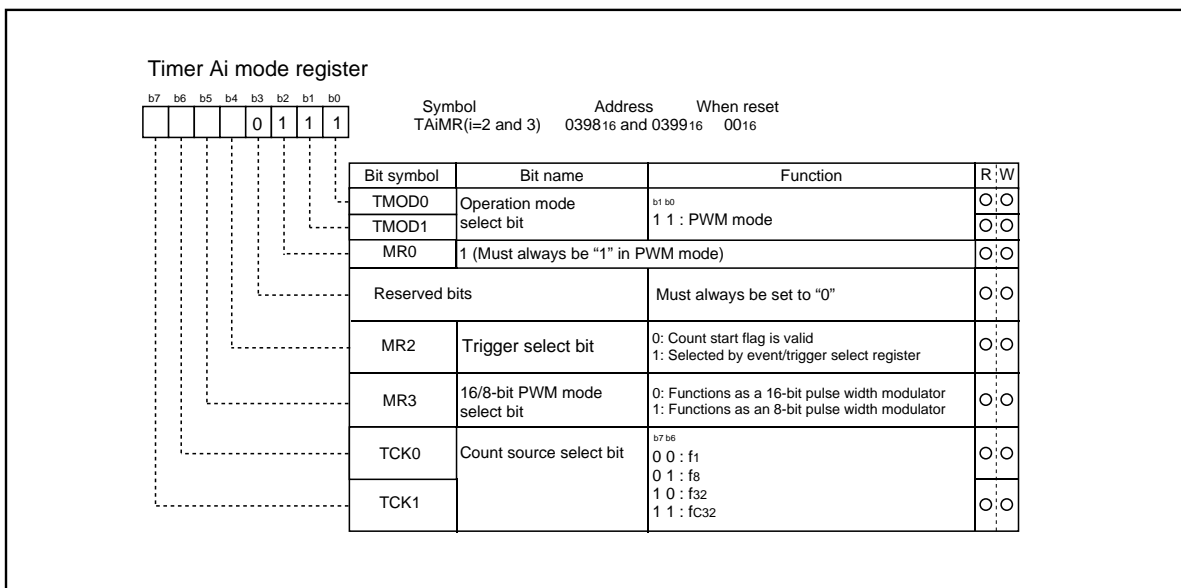 Timer Ai mode register
b7 b6 b5 b4 b3 b2 b1 b0
0 1 1 1
Symbol Address When reset
TAiMR(i=2 and 3) 039816 and 039916 0016
Bit symbol Bit name Function R W
TMOD0 Operation mode select bit b1 b0
TMOD1 1 1 : PWM mode
MR0 1 (Must always be “1” in PWM mode)
Reserved bits Must always be set to “0”
MR2 Trigger select bit 0: Count start flag is valid
1: Selected by event/trigger select register
MR3 16/8-bit PWM mode select bit 0: Functions as a 16-bit pulse width modulator
1: Functions as an 8-bit pulse width modulator
TCK0 Count source select bit b7 b6
0 0 : f1
0 1 : f8
TCK1 1 0 : f32
1 1 : fC32